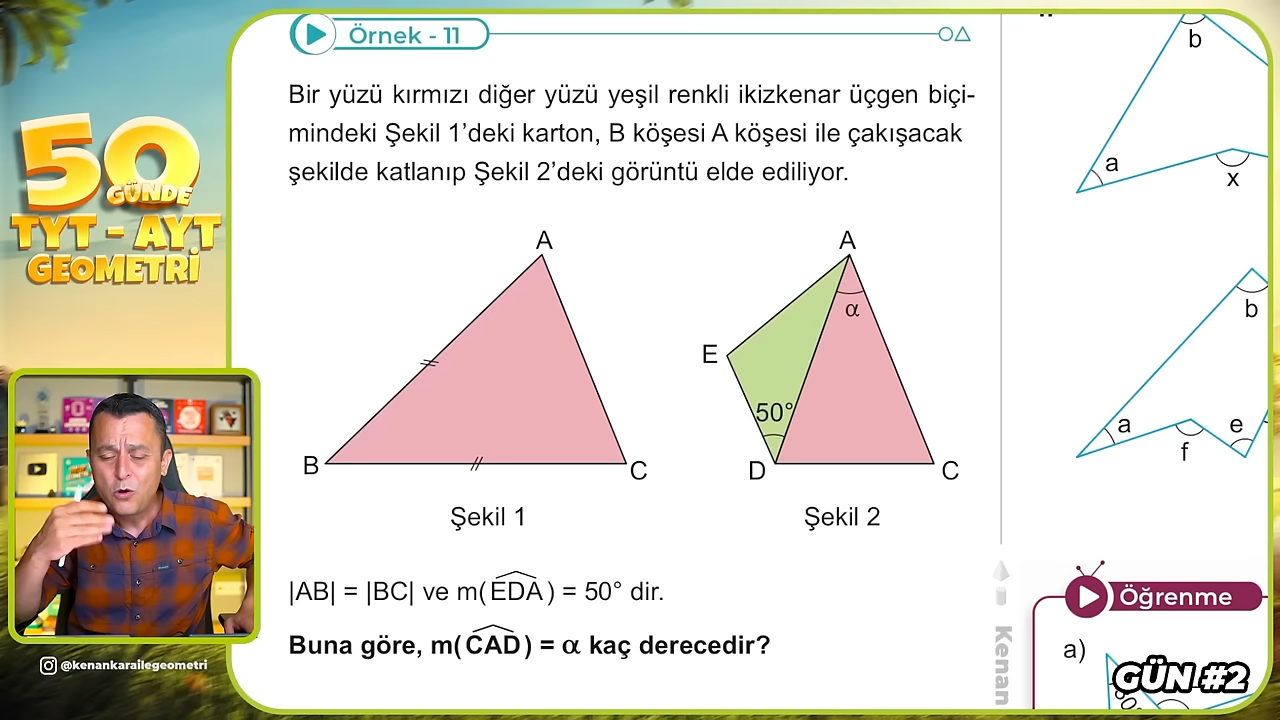 50
GÜNDE
TYT - AYT
GEOMETRİ
Örnek - 11
Bir yüzü kırmızı diğer yüzü yeşil renkli ikizkenar üçgen biçi-
mindeki Şekil 1’deki karton, B köşesi A köşesi ile çakışacak
şekilde katlanıp Şekil 2’deki görüntü elde ediliyor.
A
B
C
Şekil 1
A
α
E
50°
D
C
Şekil 2
|AB| = |BC| ve m(EDA) = 50° dir.
Buna göre, m(CAD) = α kaç derecedir?
b
a
x
b
a
f
e
Kenan
Öğrenme
a)
GÜN #2
@kenankarailegeometri